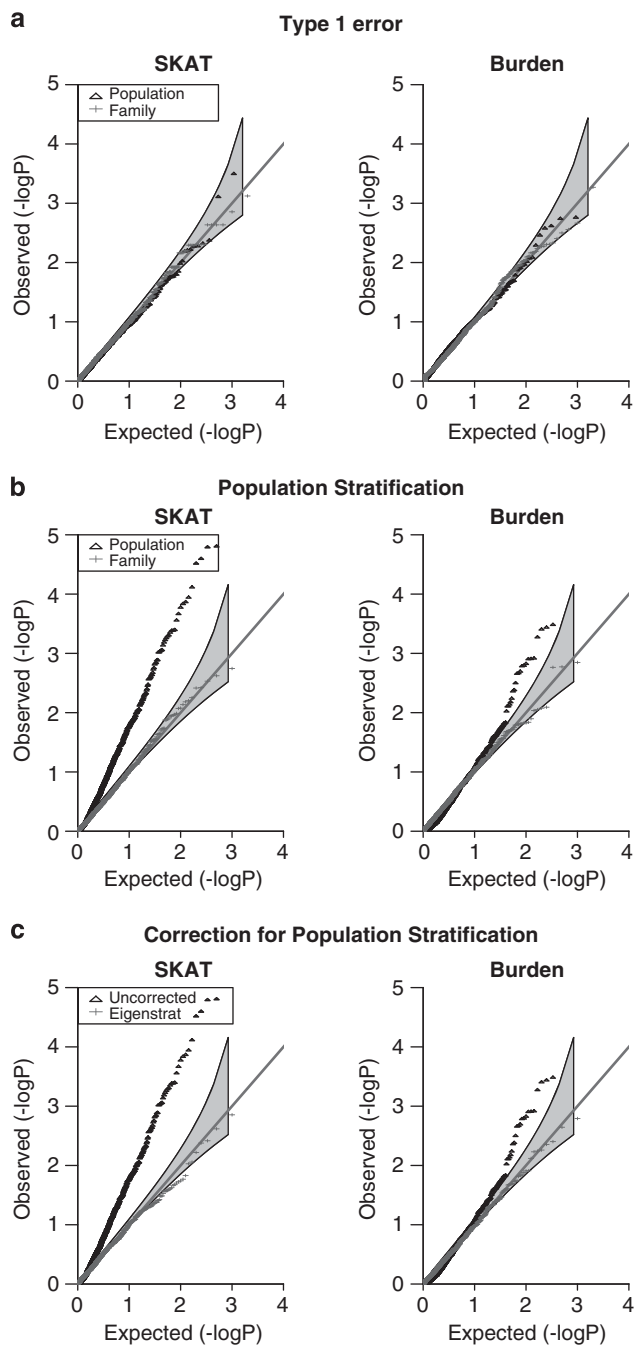 a
Type 1 error
SKAT
Burden
5
4
3
2
1
0
Observed (-logP)
Population
Family
0 1 2 3 4
Expected (-logP)
5
4
3
2
1
0
Observed (-logP)
0 1 2 3 4
Expected (-logP)
b
Population Stratification
SKAT
Burden
5
4
3
2
1
0
Observed (-logP)
Population
Family
0 1 2 3 4
Expected (-logP)
5
4
3
2
1
0
Observed (-logP)
0 1 2 3 4
Expected (-logP)
c
Correction for Population Stratification
SKAT
Burden
5
4
3
2
1
0
Observed (-logP)
Uncorrected
Eigenstrat
0 1 2 3 4
Expected (-logP)
5
4
3
2
1
0
Observed (-logP)
0 1 2 3 4
Expected (-logP)